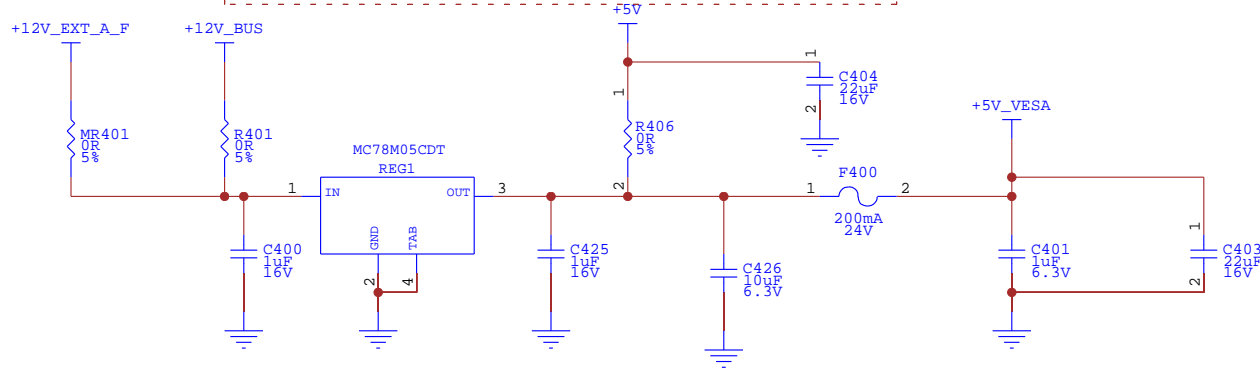 +12V_EXT_A_F
+12V_BUS
+5V
1
C404
22uF
16V
2
+5V_VESA
MR401
0R
5%
R401
0R
5%
1
R406
0R
5%
2
MC78M05CDT
REG1
1
IN
OUT
3
GND
TAB
2
4
F400
1
2
200mA
24V
C400
1uF
16V
C425
1uF
16V
C426
10uF
6.3V
C401
1uF
6.3V
1
C403
22uF
16V
2